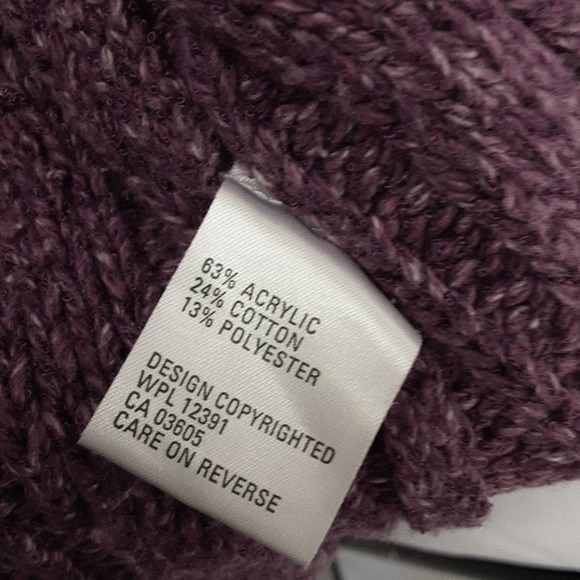 63% ACRYLIC
24% COTTON
13% POLYESTER
DESIGN COPYRIGHTED
WPL 12391
CA 03605
CARE ON REVERSE